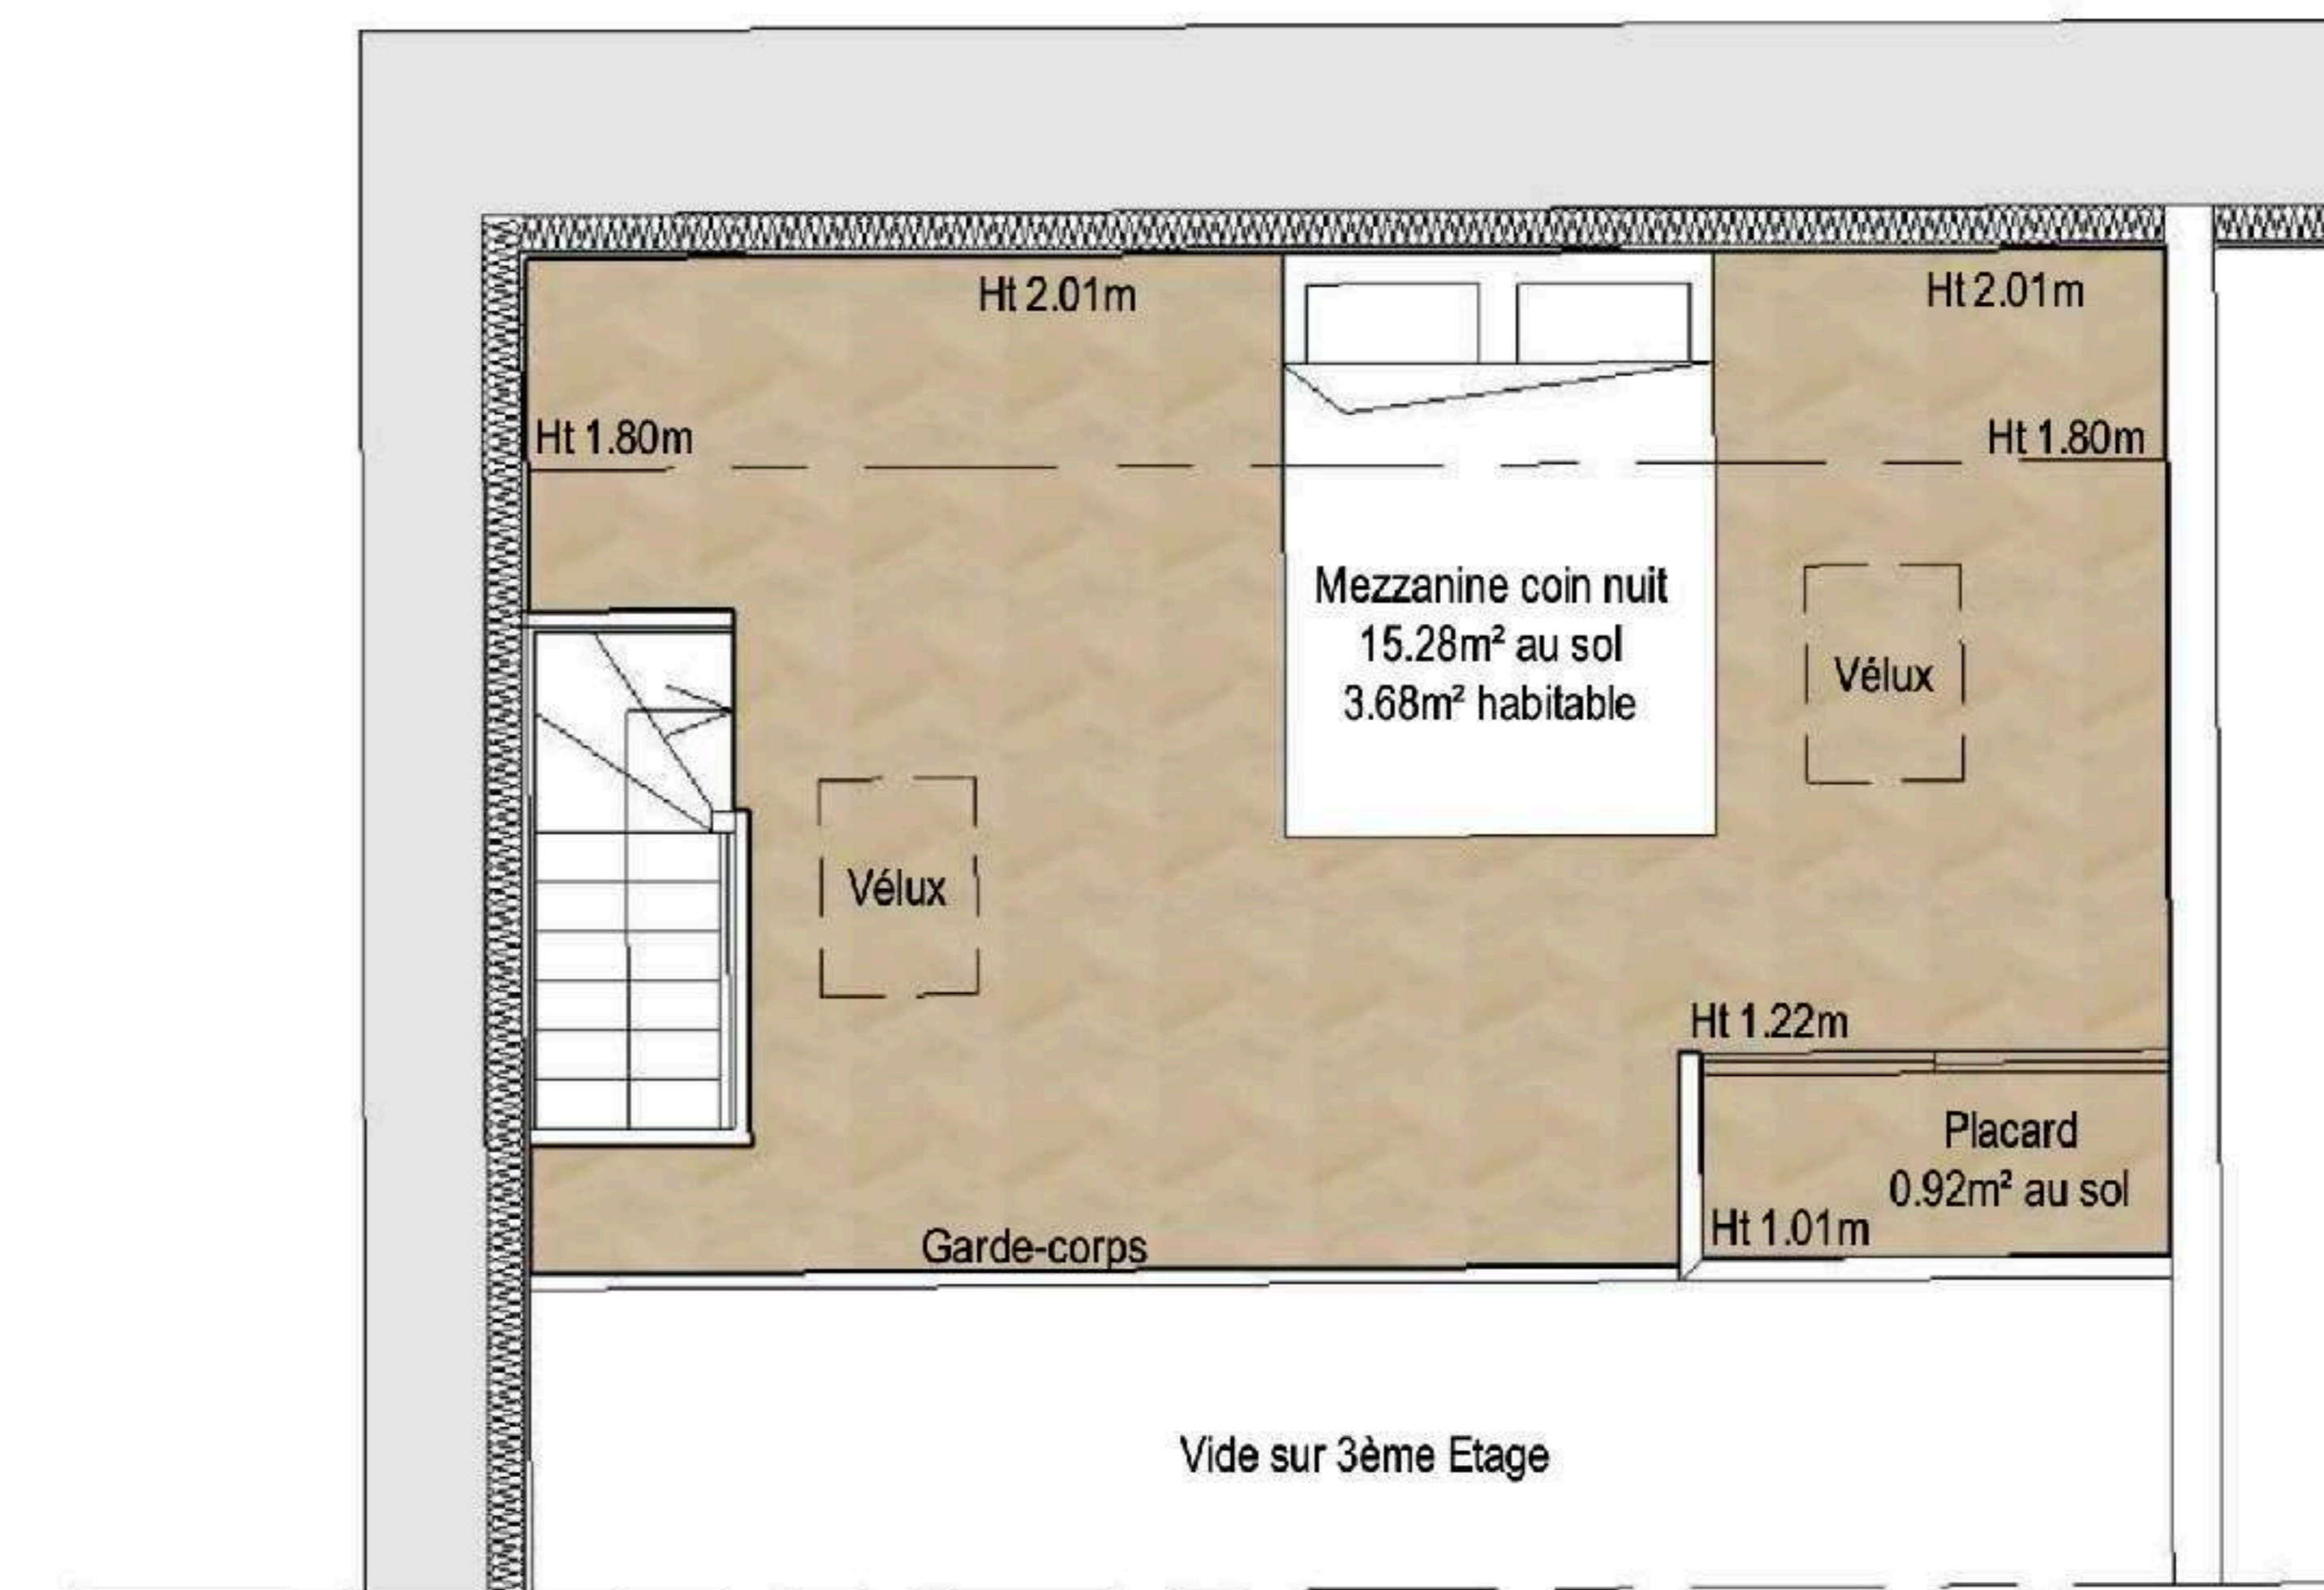 Ht 2.01m
Ht 2.01m
Ht 1.80m
Ht 1.80m
Mezzanine coin nuit
15.28m² au sol
3.68m² habitable
Vélux
Vélux
Ht 1.22m
Placard
0.92m² au sol
Ht 1.01m
Garde-corps
Vide sur 3ème Etage